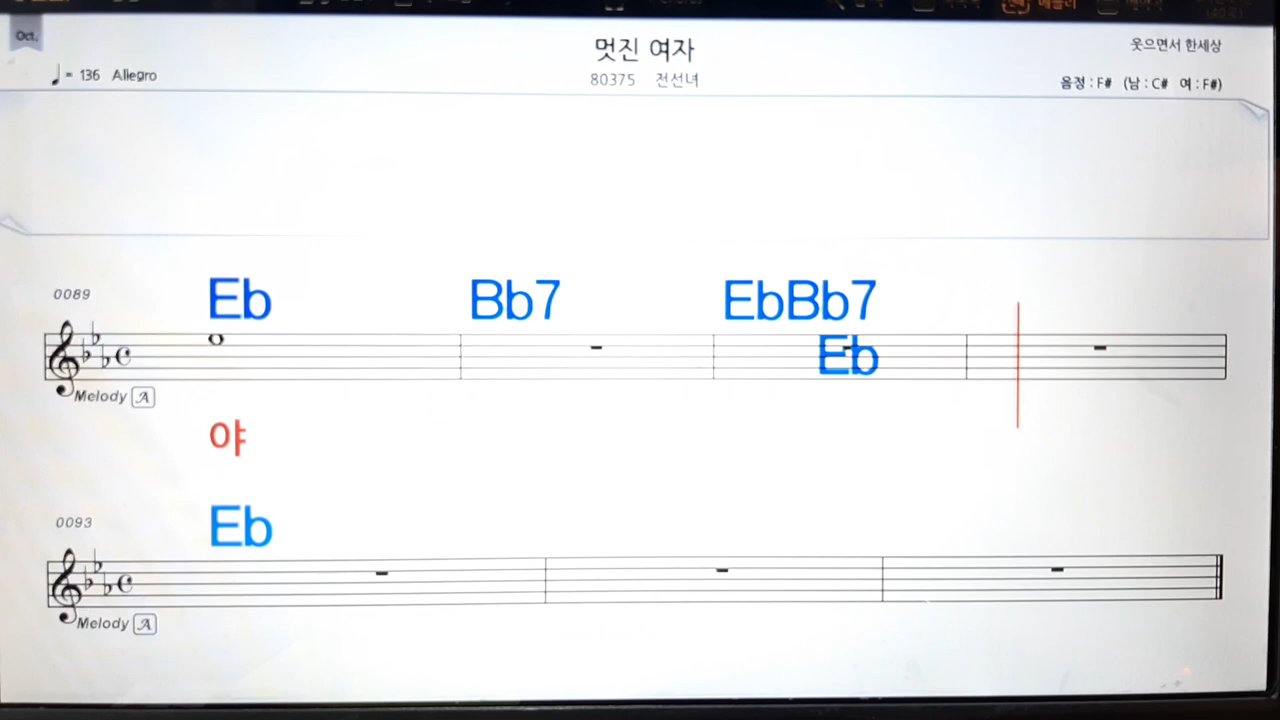 Oct.
멋진 여자
웃으면서 한세상
♩ = 136 Allegro
80375 전선녀
음정 : F# (남 : C# 여 : F#)
0089
Eb Bb7 EbBb7
Eb
Melody A
야
0093
Eb
Melody A